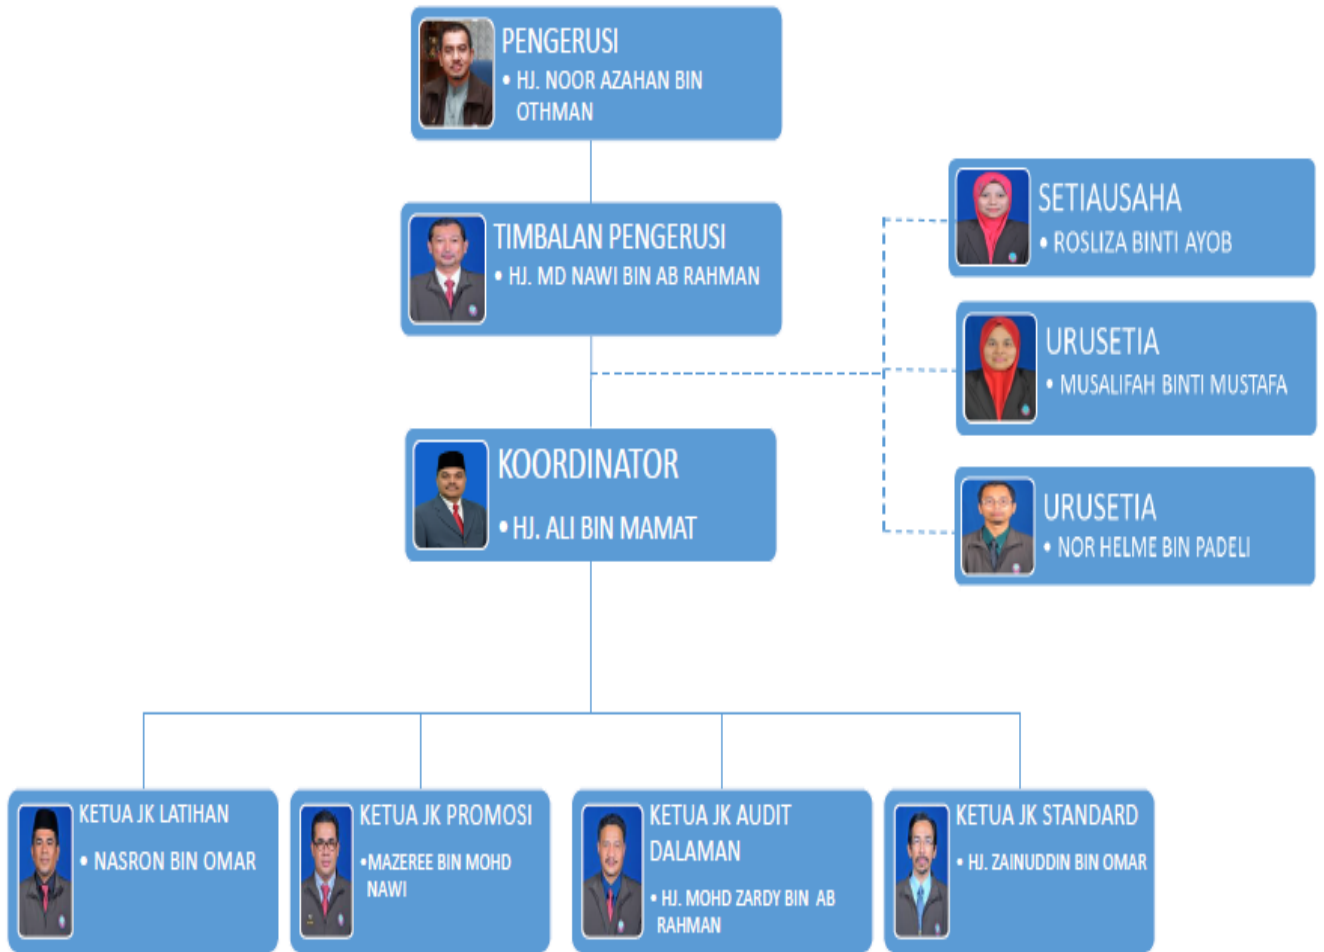 PENGERUSI
• HJ. NOOR AZAHAN BIN
OTHMAN
TIMBALAN PENGERUSI
• HJ. MD NAWI BIN AB RAHMAN
SETIAUSAHA
• ROSLIZA BINTI AYOB
URUSETIA
• MUSALIFAH BINTI MUSTAFA
URUSETIA
• NOR HELME BIN PADELI
KOORDINATOR
• HJ. ALI BIN MAMAT
KETUA JK LATIHAN
• NASRON BIN OMAR
KETUA JK PROMOSI
•MAZEREE BIN MOHD
NAWI
KETUA JK AUDIT
DALAMAN
• HJ. MOHD ZARDY BIN AB
RAHMAN
KETUA JK STANDARD
• HJ. ZAINUDDIN BIN OMAR